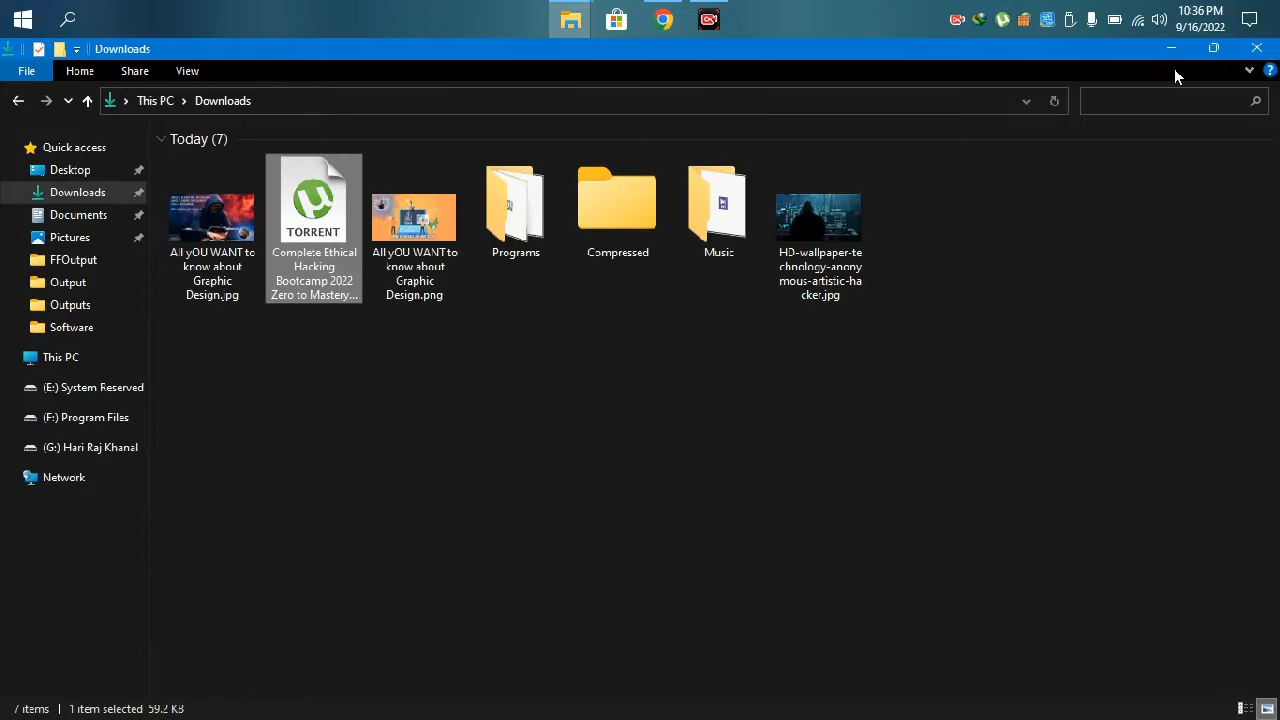 10:36 PM
9/16/2022
Downloads
File
Home
Share
View
This PC
Downloads
Quick access
Desktop
Downloads
Documents
Pictures
FFOutput
Output
Outputs
Software
This PC
(E:) System Reserved
(F:) Program Files
(G:) Hari Raj Khanal
Network
Today (7)
All yOU WANT to
know about
Graphic
Design.jpg
TORRENT
Complete Ethical
Hacking
Bootcamp 2022
Zero to Mastery...
All yOU WANT to
know about
Graphic
Design.png
Programs
Compressed
Music
HD-wallpaper-te
chnology-anony
mous-artistic-ha
cker.jpg
7 items
1 item selected 59.2 KB